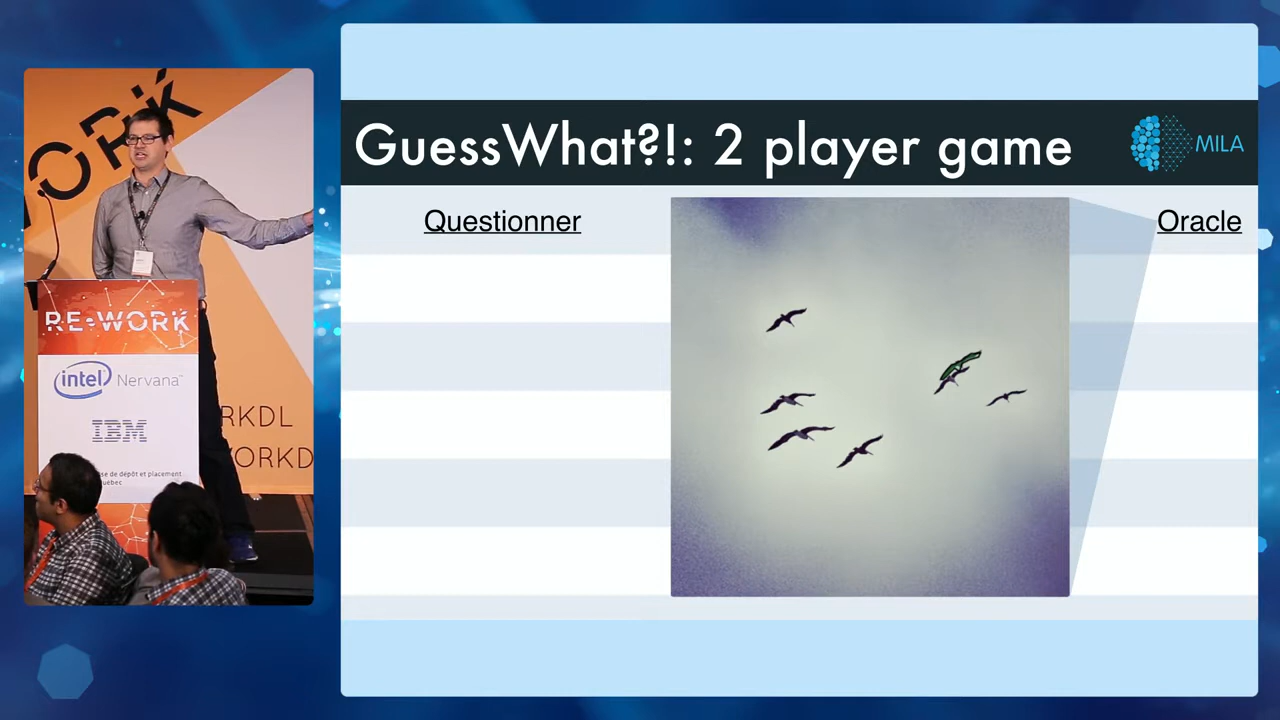 ORK
RE•WORK
intel Nervana™
IBM
se de dépôt et placement
uébec
RKDL
ORKD
GuessWhat?!: 2 player game
MILA
Questionner
Oracle